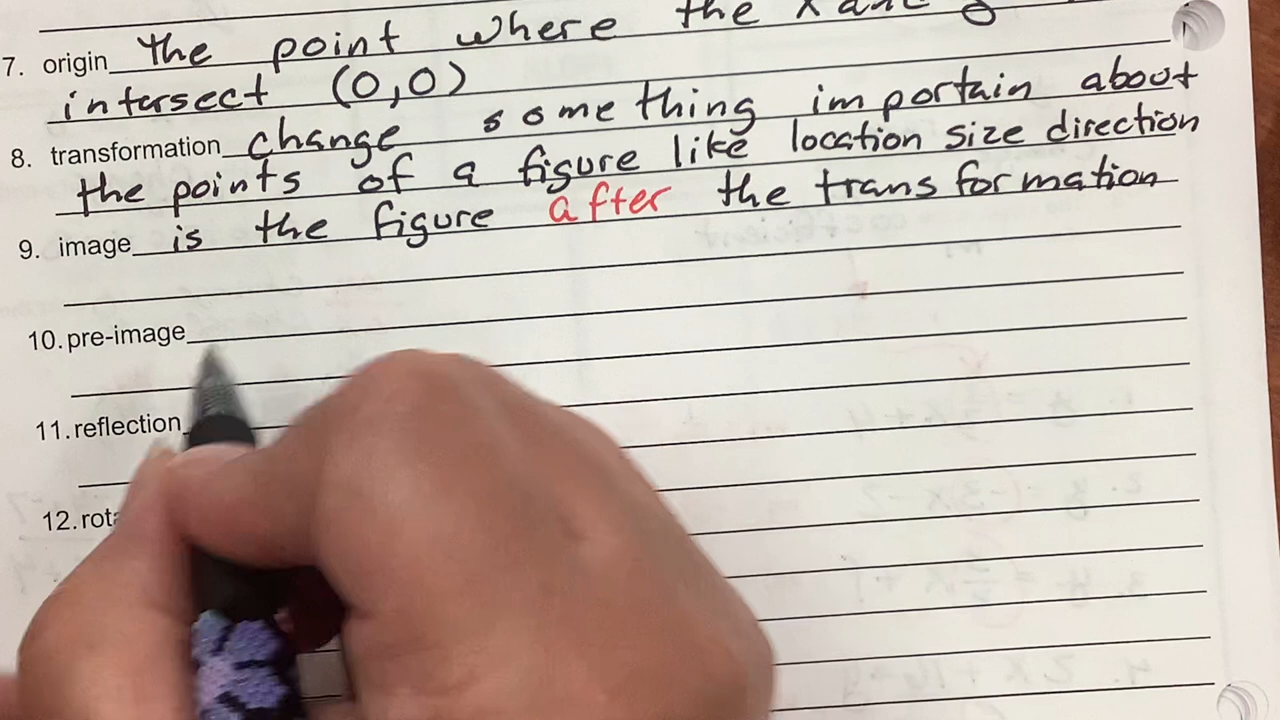 7. origin the point where the x and
intersect (0,0)
8. transformation change something importain about
the points of a figure like location size direction
9. image is the figure after the transformation
10. pre-image
11. reflection
12. rota